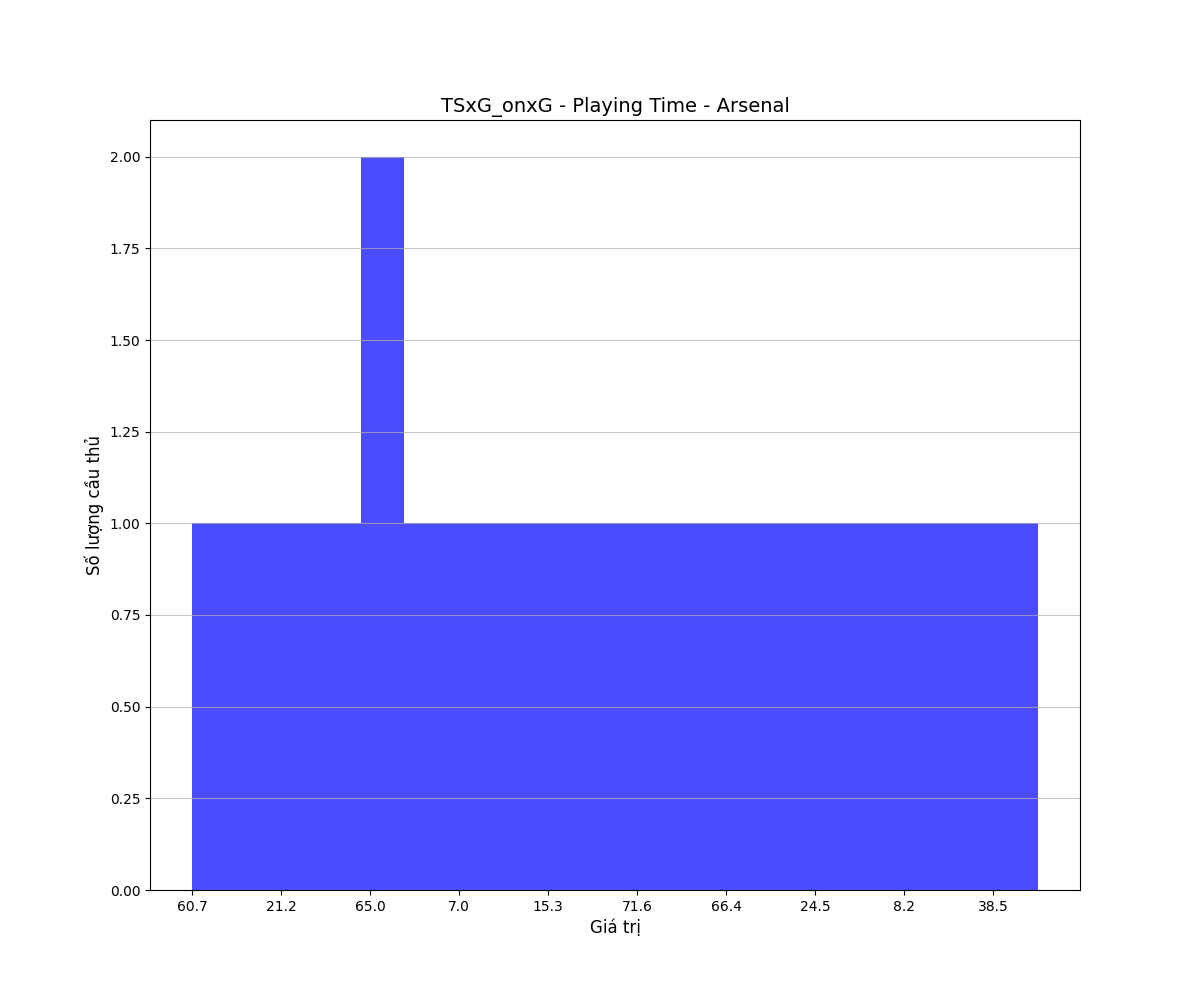 TSxG_onxG - Playing Time - Arsenal
2.00
1.75
1.50
1.25
1.00
0.75
0.50
0.25
0.00
Số lượng cầu thủ
60.7 21.2 65.0 7.0 15.3 71.6 66.4 24.5 8.2 38.5
Giá trị